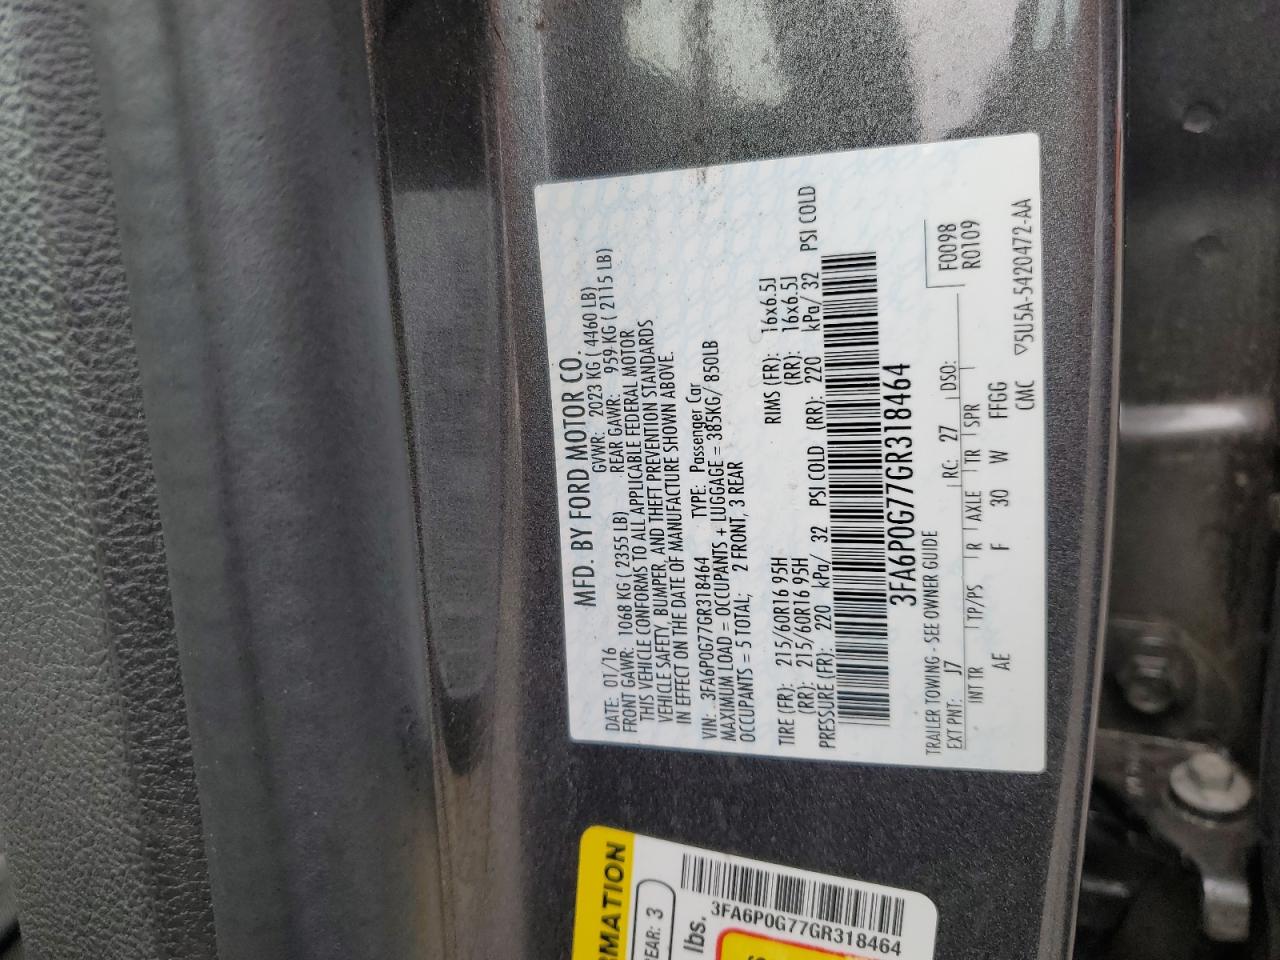 MFD. BY FORD MOTOR CO.
DATE: 01/16 GVWR: 2023 KG ( 4460 LB)
FRONT GAWR: 1068 KG ( 2355 LB) REAR GAWR: 959 KG ( 2115 LB)
THIS VEHICLE CONFORMS TO ALL APPLICABLE FEDERAL MOTOR
VEHICLE SAFETY, BUMPER, AND THEFT PREVENTION STANDARDS
IN EFFECT ON THE DATE OF MANUFACTURE SHOWN ABOVE.
VIN: 3FA6P0G77GR318464 TYPE: Passenger Car
MAXIMUM LOAD = OCCUPANTS + LUGGAGE = 385KG/ 850LB
OCCUPANTS = 5 TOTAL; 2 FRONT, 3 REAR
TIRE (FR): 215/60R16 95H RIMS (FR): 16x6.5J
(RR): 215/60R16 95H (RR): 16x6.5J
PRESSURE (FR): 220 kPa/ 32 PSI COLD (RR): 220 kPa/ 32 PSI COLD
3FA6P0G77GR318464
TRAILER TOWING - SEE OWNER GUIDE F0098
EXT PNT: J7 RC: 27 DSO: R0109
INT TR TP/PS R AXLE TR SPR
AE F 30 W FFGG
CMC ▽5U5A-5420472-AA
RMATION
REAR: 3
lbs.
3FA6P0G77GR318464